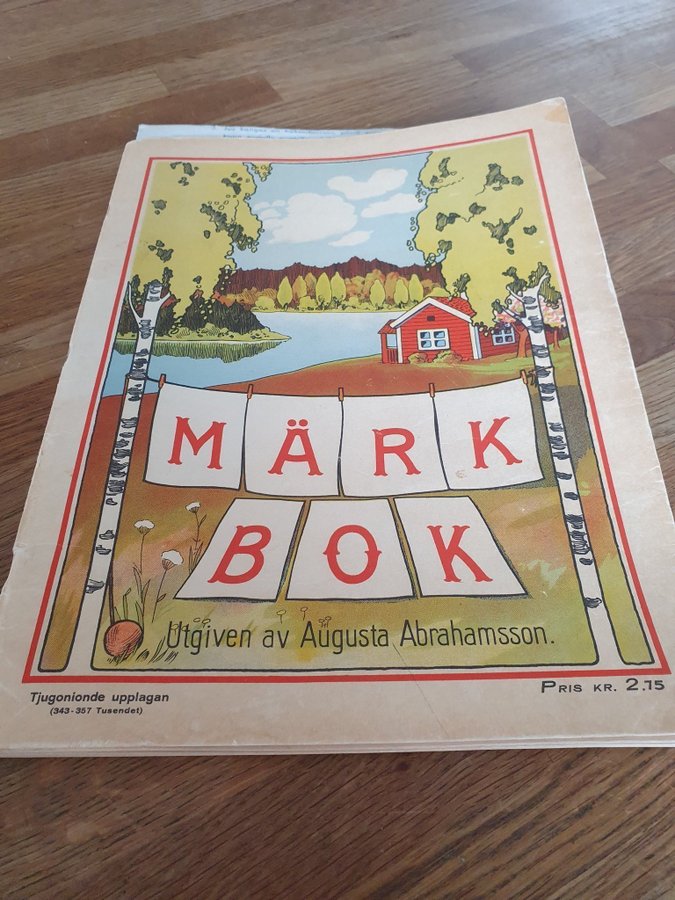 MÄRK
BOK
Utgiven av Augusta Abrahamsson.
Tjugonionde upplagan
(343-357 Tusendet)
PRIS KR. 2.75